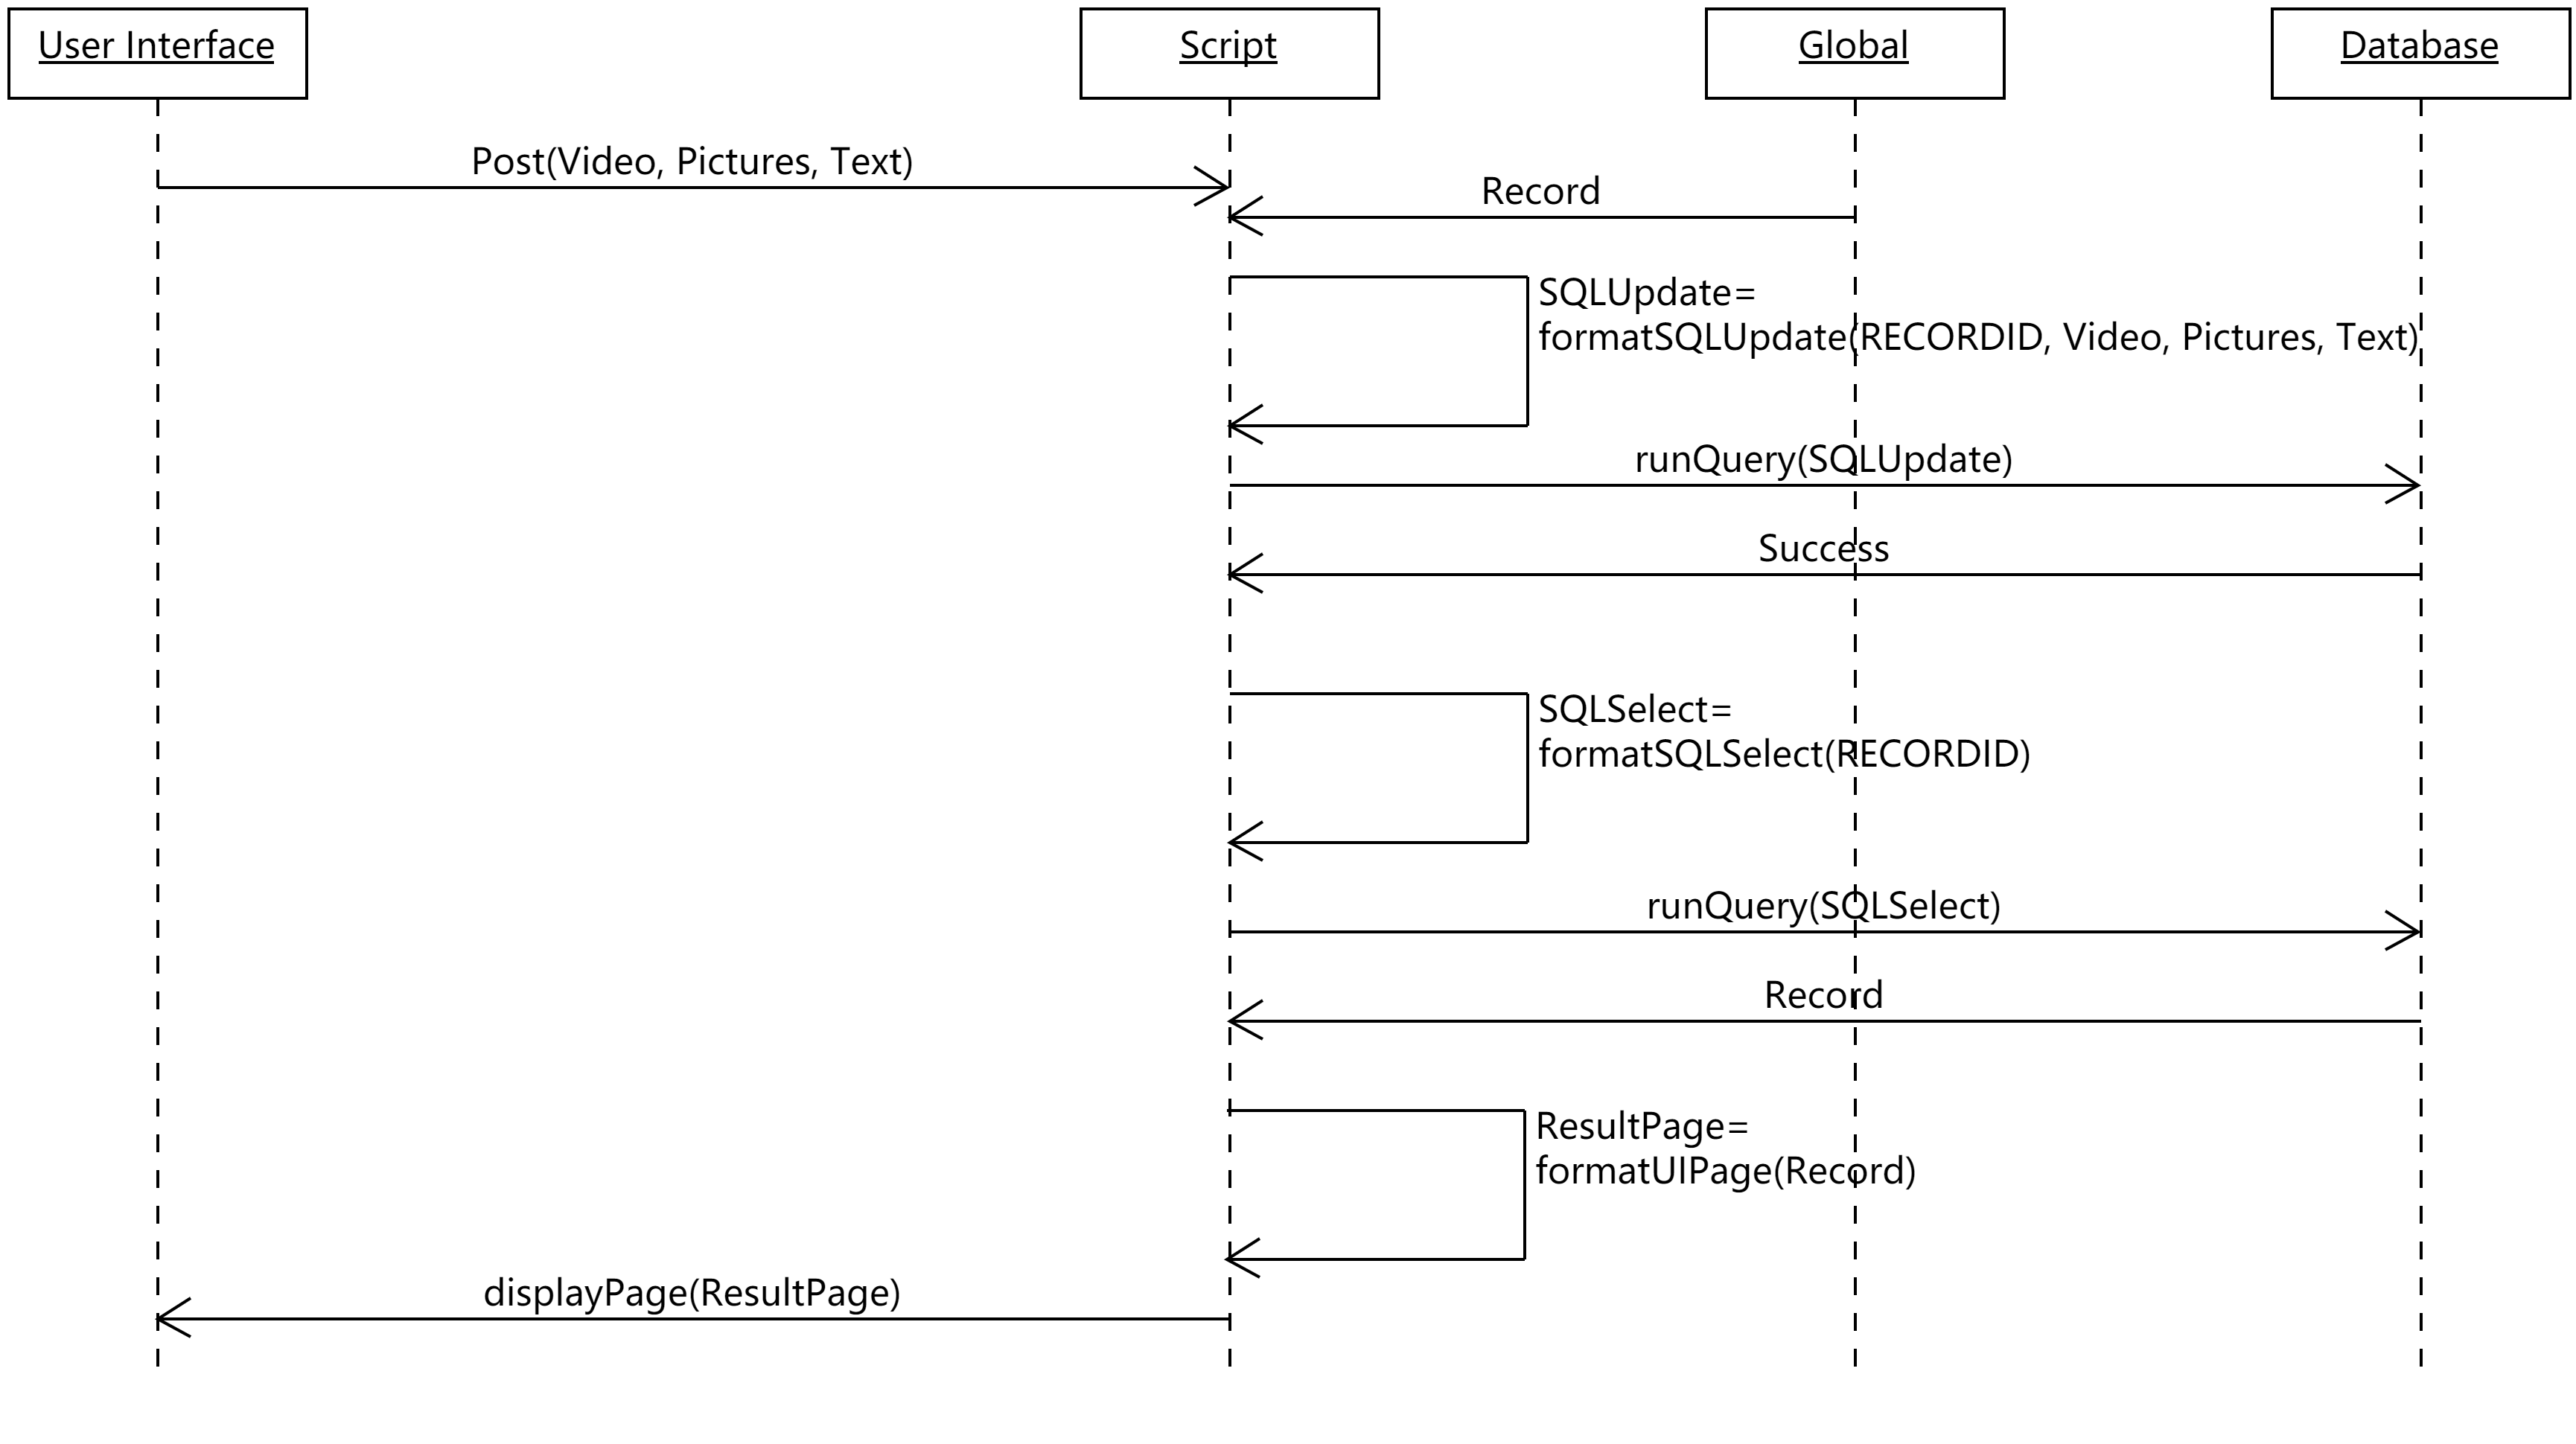 User Interface
Script
Global
Database
Post(Video, Pictures, Text)
Record
SQLUpdate=
formatSQLUpdate(RECORDID, Video, Pictures, Text)
runQuery(SQLUpdate)
Success
SQLSelect=
formatSQLSelect(RECORDID)
runQuery(SQLSelect)
Record
ResultPage=
formatUIPage(Record)
displayPage(ResultPage)